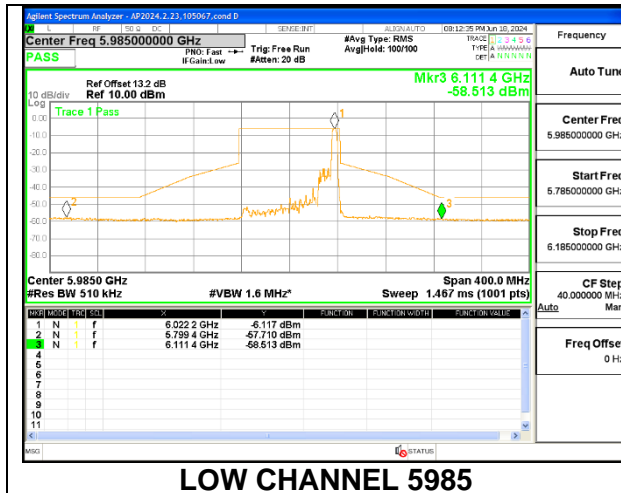 Agilent Spectrum Analyzer - AP2024.2.23,105067,cond D
L RF 50 Ω DC SENSE:INT ALIGN AUTO 08:12:35 PM Jun 18, 2024
Center Freq 5.985000000 GHz #Avg Type: RMS TRACE 1 2 3 4 5 6
PASS PNO: Fast Trig: Free Run Avg|Hold: 100/100 TYPE A WWWWW
IFGain:Low #Atten: 20 dB DET A N N N N N
Frequency
Auto Tune
Center Freq
5.985000000 GHz
Start Freq
5.785000000 GHz
Stop Freq
6.185000000 GHz
CF Step
40.000000 MHz
Auto Man
Freq Offset
0 Hz
Mkr3 6.111 4 GHz
-58.513 dBm
Ref Offset 13.2 dB
10 dB/div Ref 10.00 dBm
Log
Trace 1 Pass
0.00
-10.0
-20.0
-30.0
-40.0
-50.0
-60.0
-70.0
-80.0
1
2
3
Center 5.9850 GHz Span 400.0 MHz
#Res BW 510 kHz #VBW 1.6 MHz* Sweep 1.467 ms (1001 pts)
MKR MODE TRC SCL X Y FUNCTION FUNCTION WIDTH FUNCTION VALUE
1 N 1 f 6.022 2 GHz -6.117 dBm
2 N 1 f 5.799 4 GHz -57.710 dBm
3 N 1 f 6.111 4 GHz -58.513 dBm
4
5
6
7
8
9
10
11
MSG STATUS
LOW CHANNEL 5985